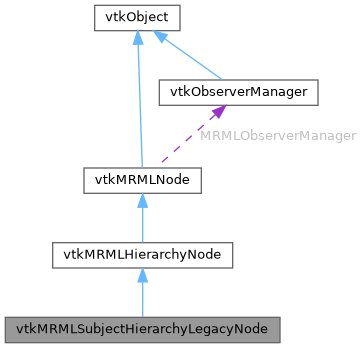 vtkObject
vtkObserverManager
MRMLObserverManager
vtkMRMLNode
vtkMRMLHierarchyNode
vtkMRMLSubjectHierarchyLegacyNode